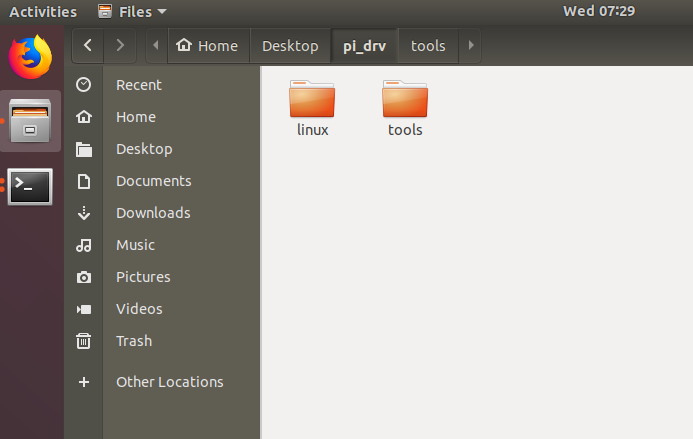 Activities Files Wed 07:29
Home Desktop pi_drv tools
Recent
Home
Desktop
Documents
Downloads
Music
Pictures
Videos
Trash
Other Locations
linux tools